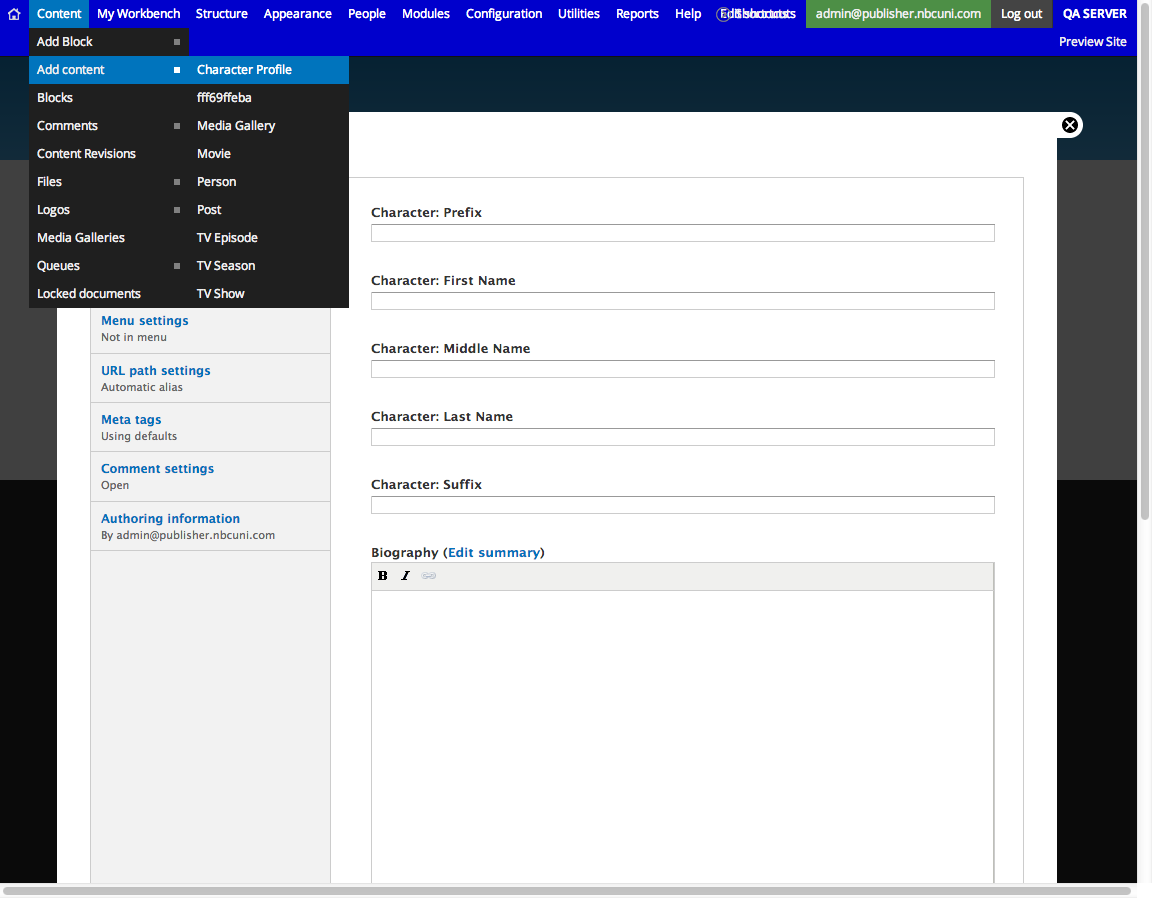 Content My Workbench Structure Appearance People Modules Configuration Utilities Reports Help Edit Shortcuts admin@publisher.nbcuni.com Log out QA SERVER
Preview Site
Add Block
Add content
Blocks
Comments
Content Revisions
Files
Logos
Media Galleries
Queues
Locked documents
Character Profile
fff69ffeba
Media Gallery
Movie
Person
Post
TV Episode
TV Season
TV Show
Menu settings
Not in menu
URL path settings
Automatic alias
Meta tags
Using defaults
Comment settings
Open
Authoring information
By admin@publisher.nbcuni.com
Character: Prefix
Character: First Name
Character: Middle Name
Character: Last Name
Character: Suffix
Biography (Edit summary)
B I